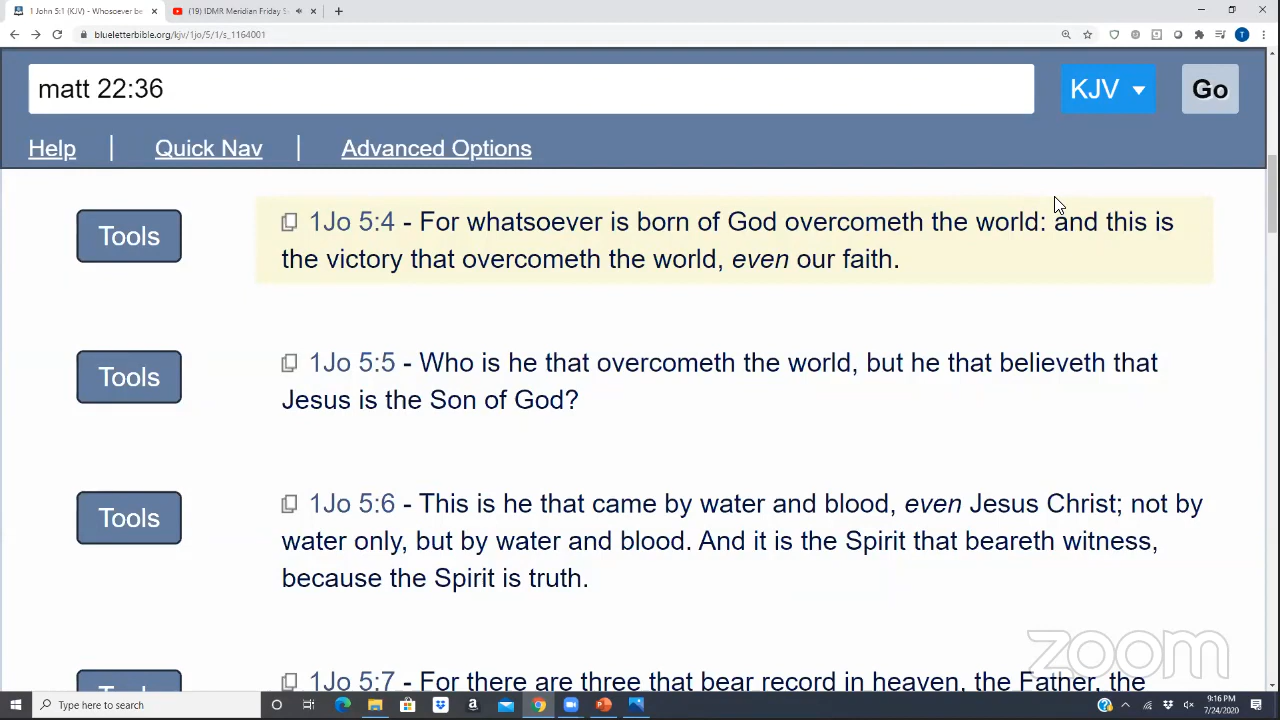 1 John 5:1 (KJV) - Whosoever be
(19) IDMR Meridian Friday S
blueletterbible.org/kjv/1jo/5/1/s_1164001
T
matt 22:36
KJV
Go
Help | Quick Nav | Advanced Options
Tools
1Jo 5:4 - For whatsoever is born of God overcometh the world: and this is
the victory that overcometh the world, even our faith.
Tools
1Jo 5:5 - Who is he that overcometh the world, but he that believeth that
Jesus is the Son of God?
Tools
1Jo 5:6 - This is he that came by water and blood, even Jesus Christ; not by
water only, but by water and blood. And it is the Spirit that beareth witness,
because the Spirit is truth.
zoom
Tools
1Jo 5:7 - For there are three that bear record in heaven, the Father, the
Type here to search
9:16 PM
7/24/2020